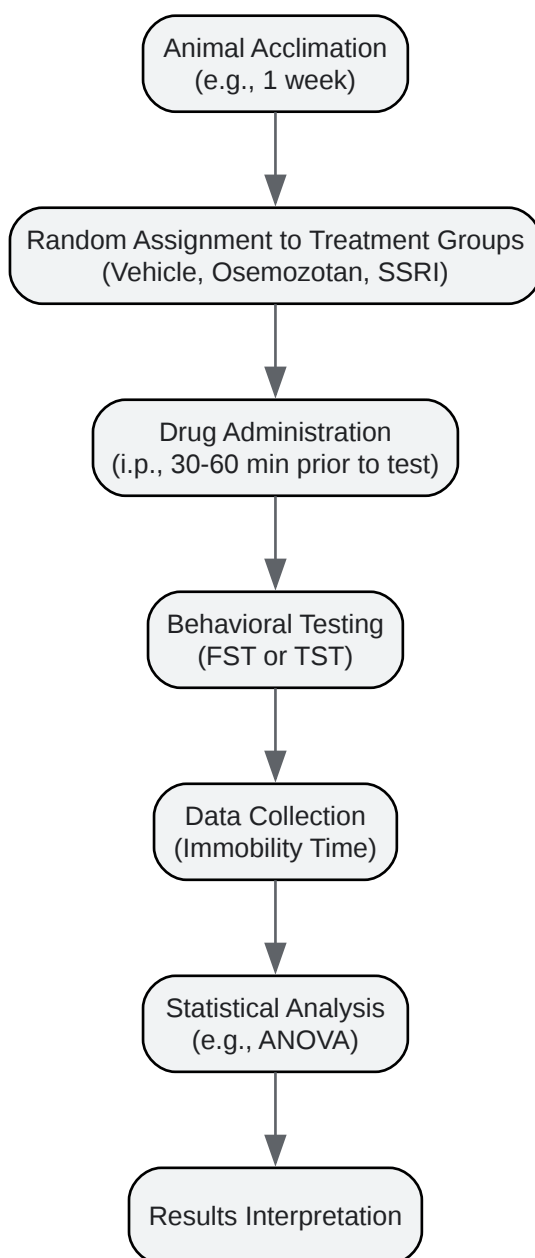 Animal Acclimation
(e.g., 1 week)
Random Assignment to Treatment Groups
(Vehicle, Osemozotan, SSRI)
Drug Administration
(i.p., 30-60 min prior to test)
Behavioral Testing
(FST or TST)
Data Collection
(Immobility Time)
Statistical Analysis
(e.g., ANOVA)
Results Interpretation